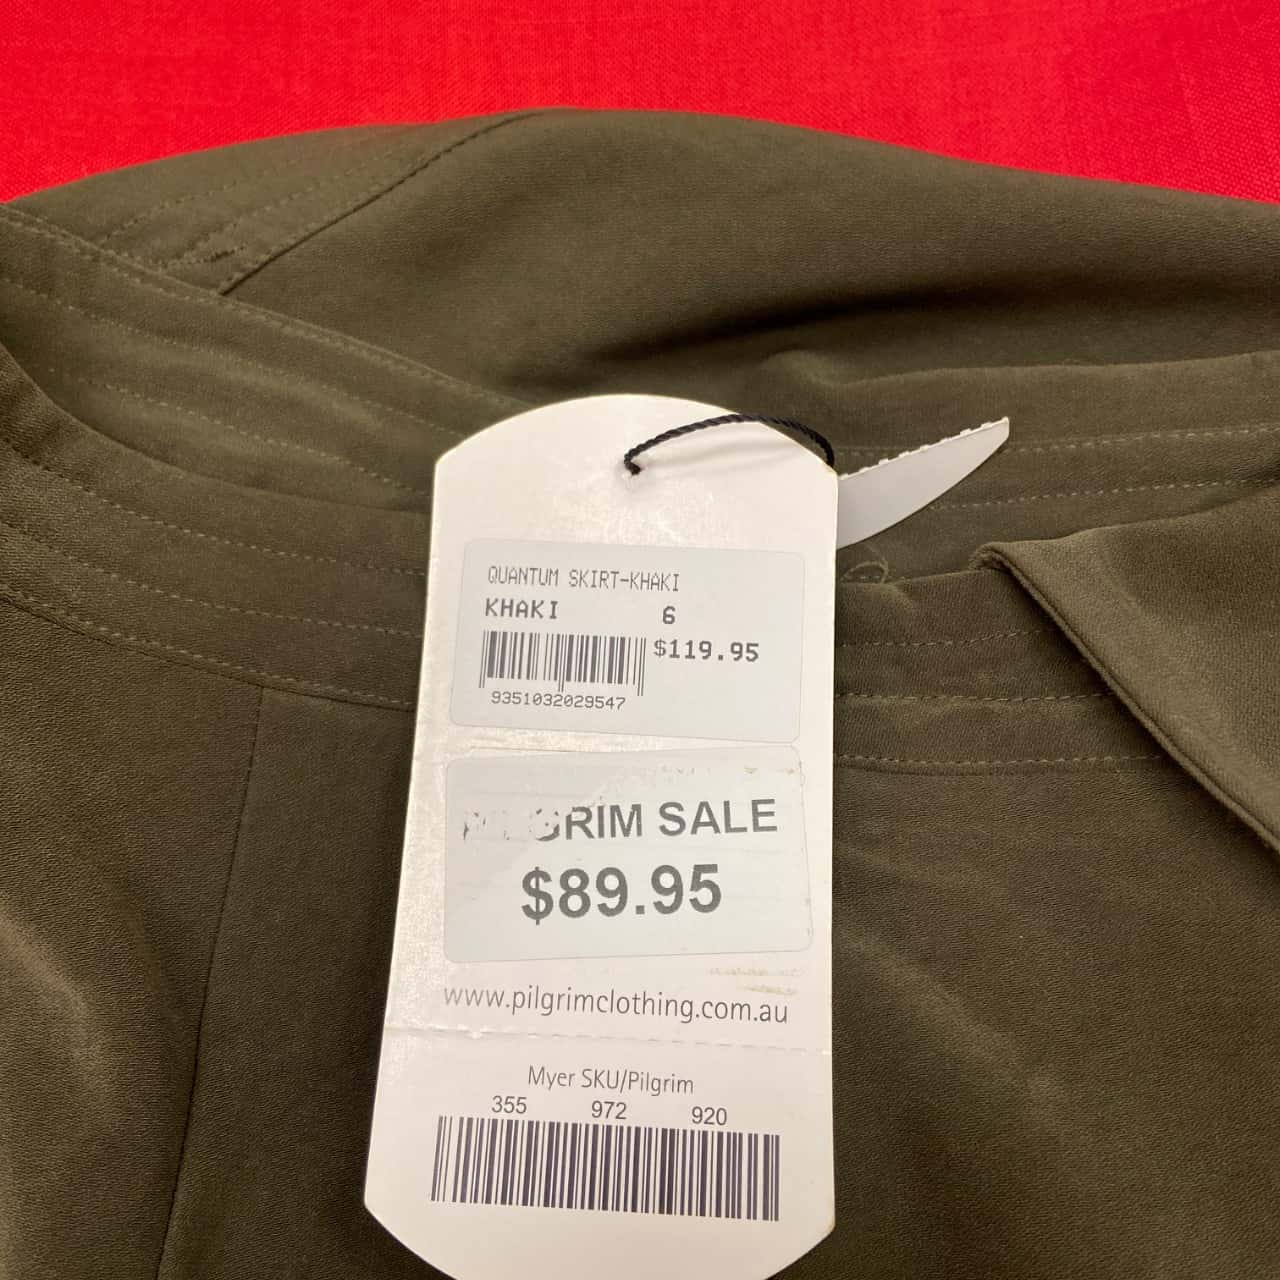 QUANTUM SKIRT-KHAKI
KHAKI 6
$119.95
9351032029547
PILGRIM SALE
$89.95
www.pilgrimclothing.com.au
Myer SKU/Pilgrim
355 972 920